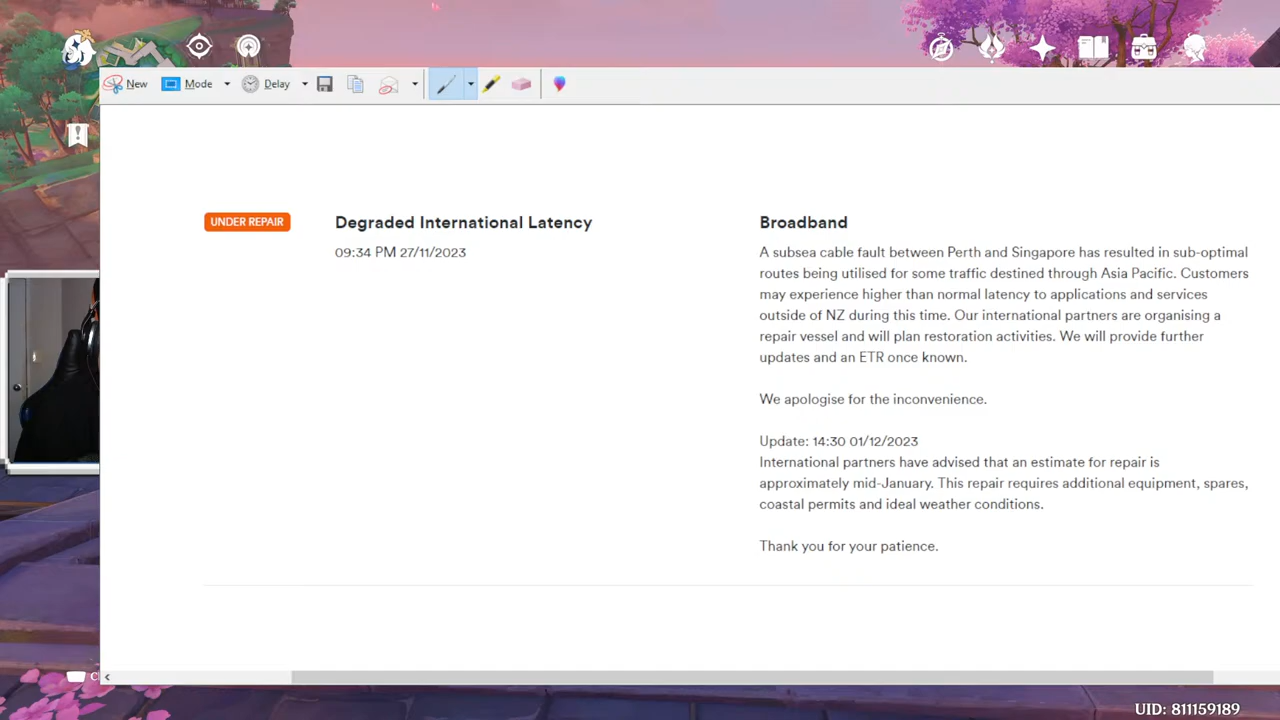 New
Mode
Delay
UNDER REPAIR
Degraded International Latency
09:34 PM 27/11/2023
Broadband
A subsea cable fault between Perth and Singapore has resulted in sub-optimal
routes being utilised for some traffic destined through Asia Pacific. Customers
may experience higher than normal latency to applications and services
outside of NZ during this time. Our international partners are organising a
repair vessel and will plan restoration activities. We will provide further
updates and an ETR once known.
We apologise for the inconvenience.
Update: 14:30 01/12/2023
International partners have advised that an estimate for repair is
approximately mid-January. This repair requires additional equipment, spares,
coastal permits and ideal weather conditions.
Thank you for your patience.
UID: 811159189